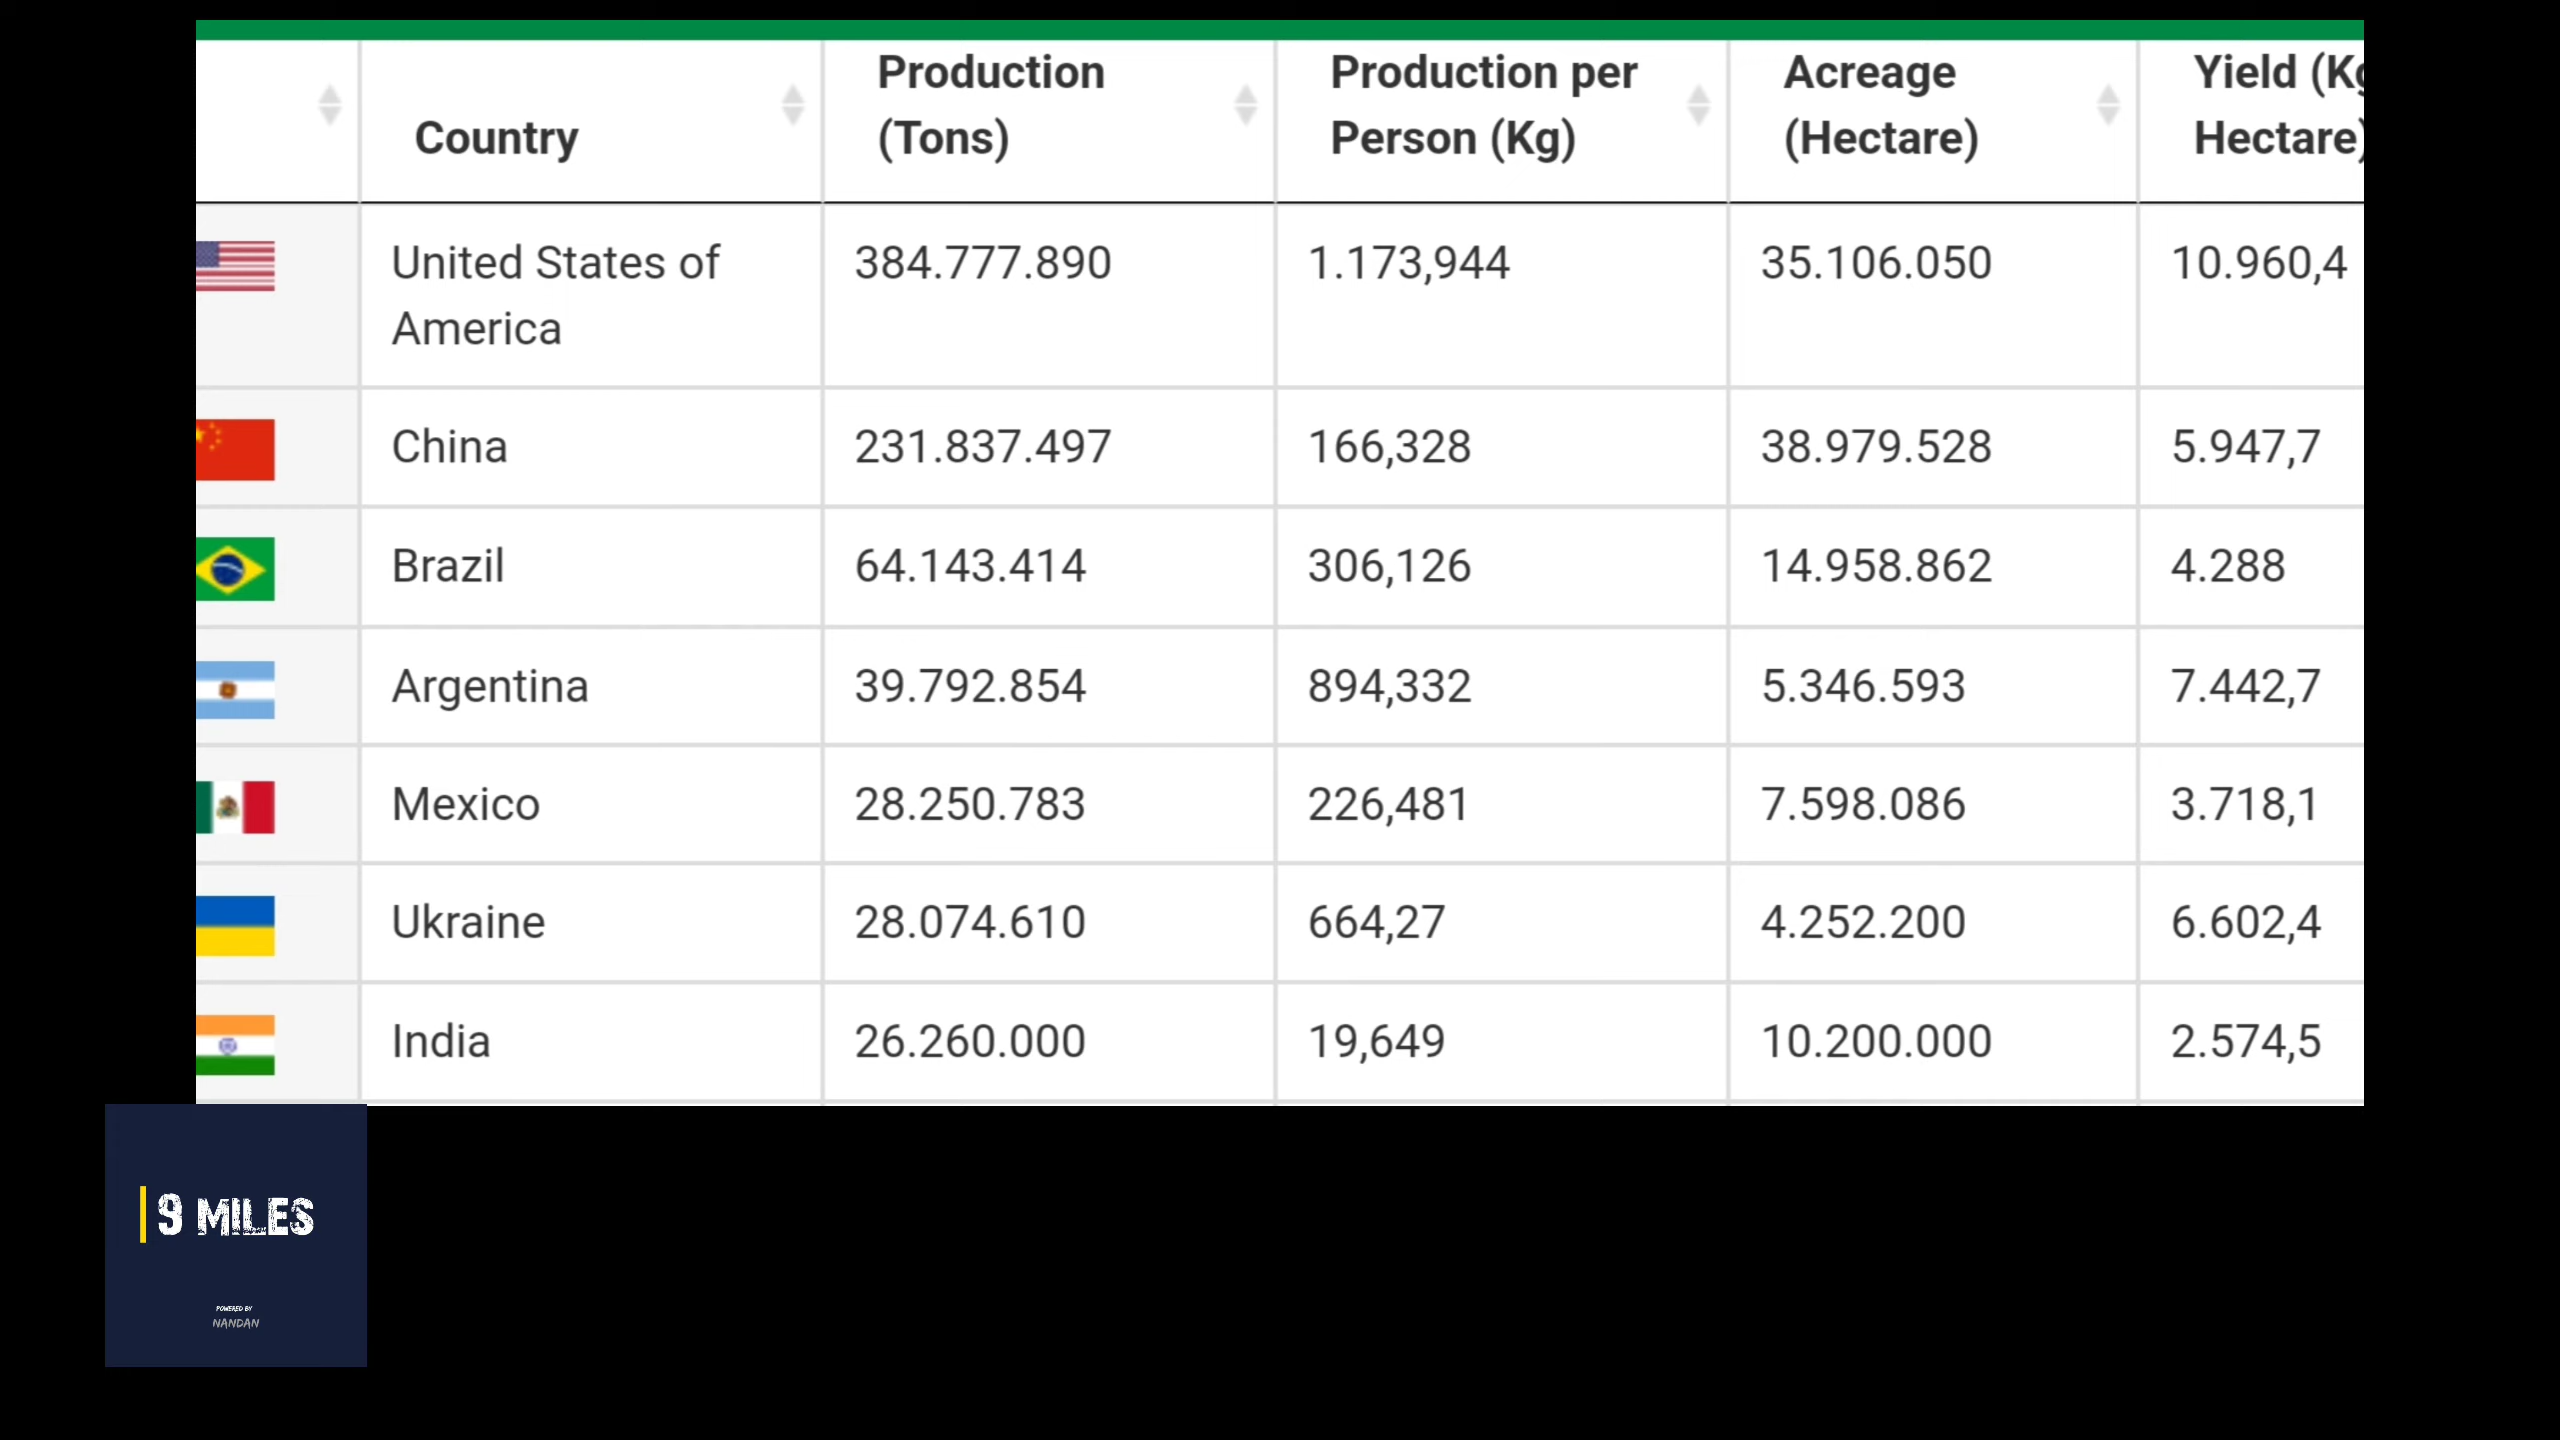 Country
Production
(Tons)
Production per
Person (Kg)
Acreage
(Hectare)
Yield (Kg
Hectare)
United States of
America
384.777.890
1.173,944
35.106.050
10.960,4
China
231.837.497
166,328
38.979.528
5.947,7
Brazil
64.143.414
306,126
14.958.862
4.288
Argentina
39.792.854
894,332
5.346.593
7.442,7
Mexico
28.250.783
226,481
7.598.086
3.718,1
Ukraine
28.074.610
664,27
4.252.200
6.602,4
India
26.260.000
19,649
10.200.000
2.574,5
9 MILES
POWERED BY
NANDAN